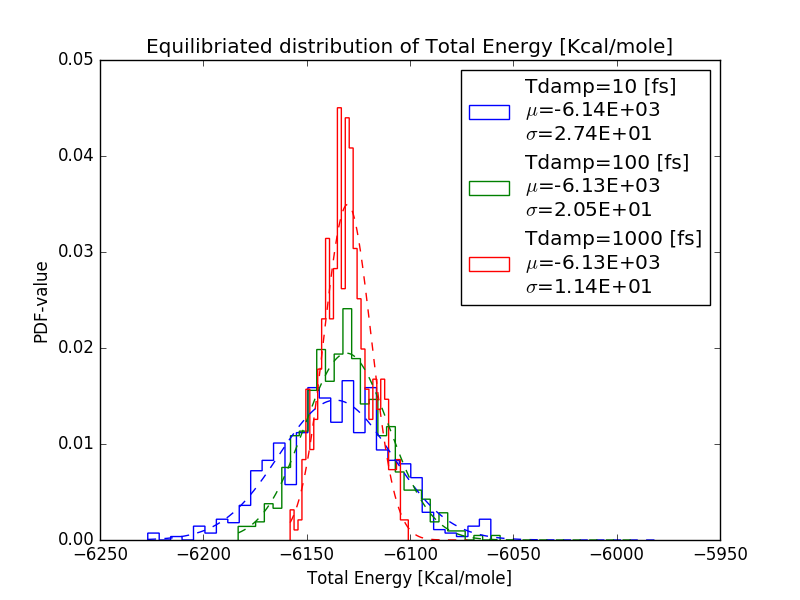 Equilibriated distribution of Total Energy [Kcal/mole]
0.05
0.04
0.03
0.02
0.01
0.00
PDF-value
Tdamp=10 [fs]
μ=-6.14E+03
σ=2.74E+01
Tdamp=100 [fs]
μ=-6.13E+03
σ=2.05E+01
Tdamp=1000 [fs]
μ=-6.13E+03
σ=1.14E+01
−6250 −6200 −6150 −6100 −6050 −6000 −5950
Total Energy [Kcal/mole]